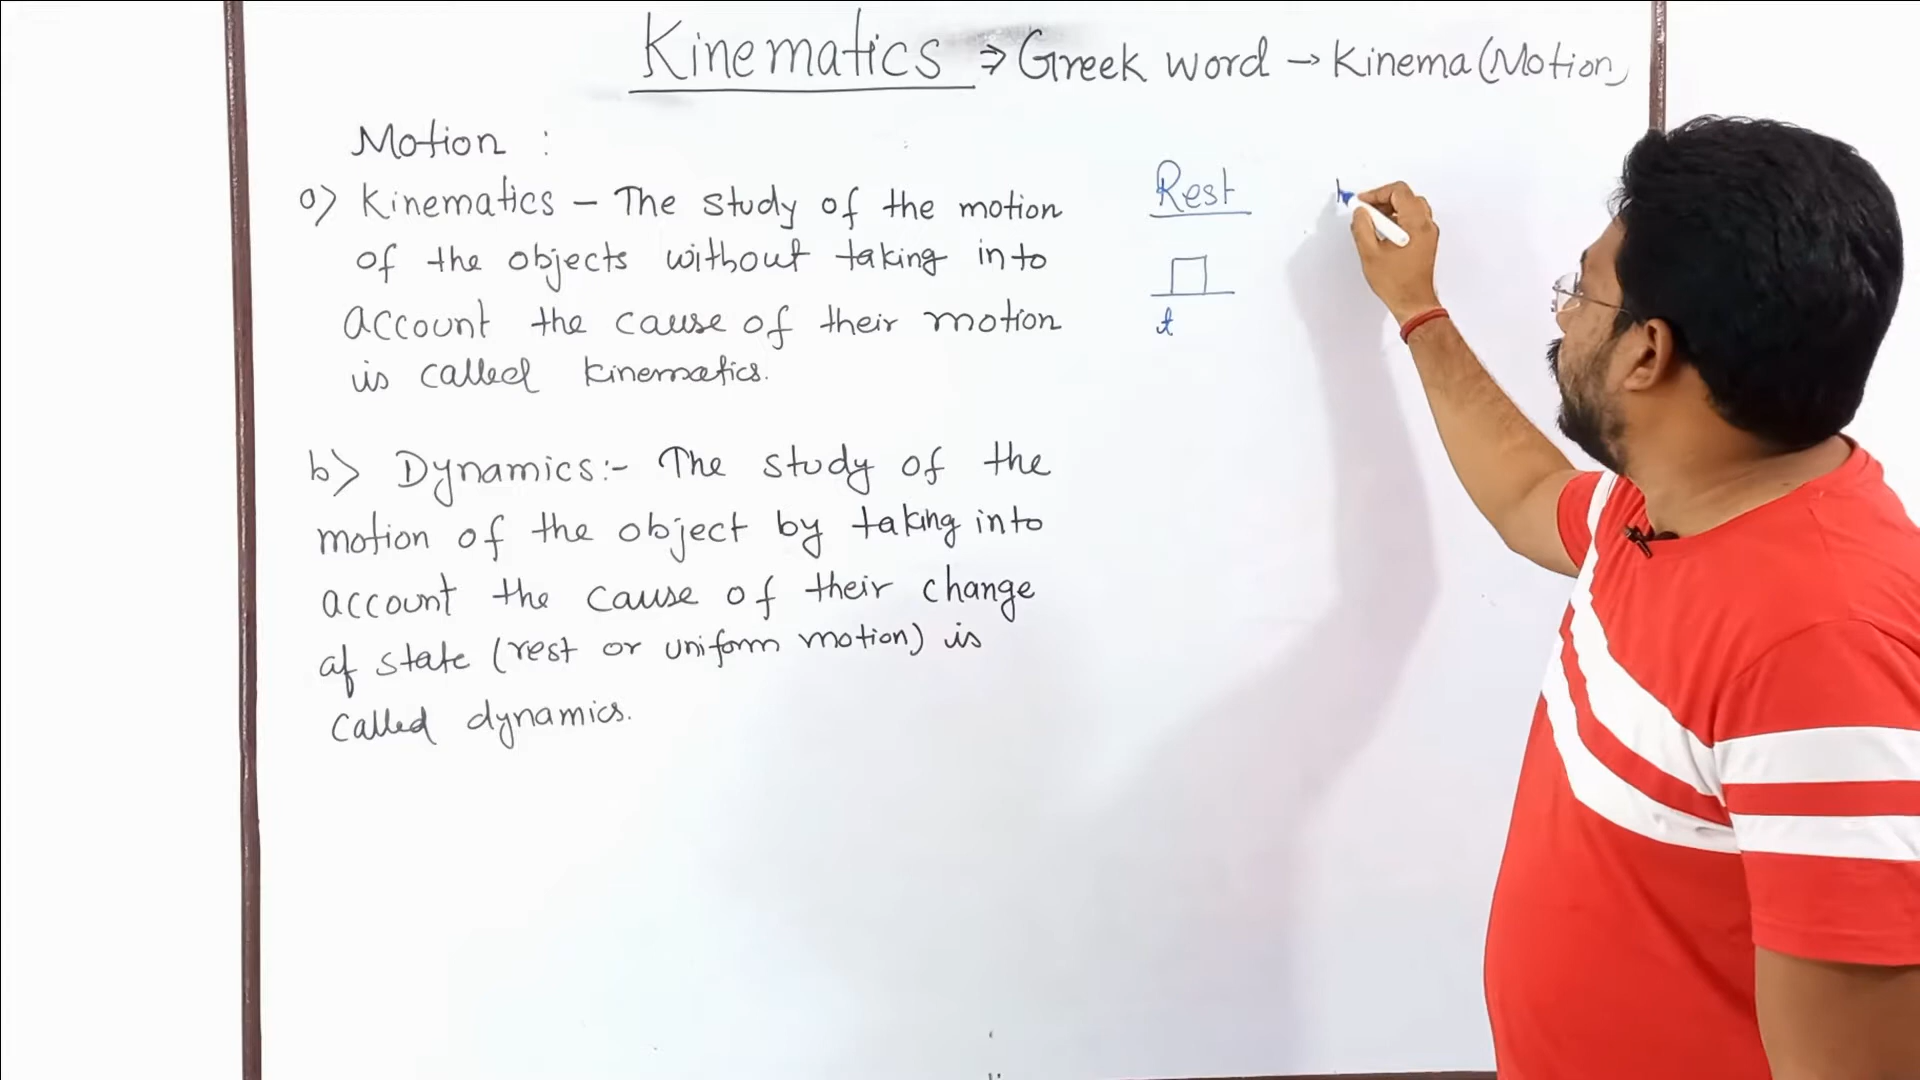 Kinematics ⇒ Greek word → Kinema (Motion)
Motion :
a) Kinematics - The study of the motion
of the objects without taking into
account the cause of their motion
is called kinematics.
b) Dynamics:- The study of the
motion of the object by taking into
account the cause of their change
of state (rest or uniform motion) is
called dynamics.
Rest
t